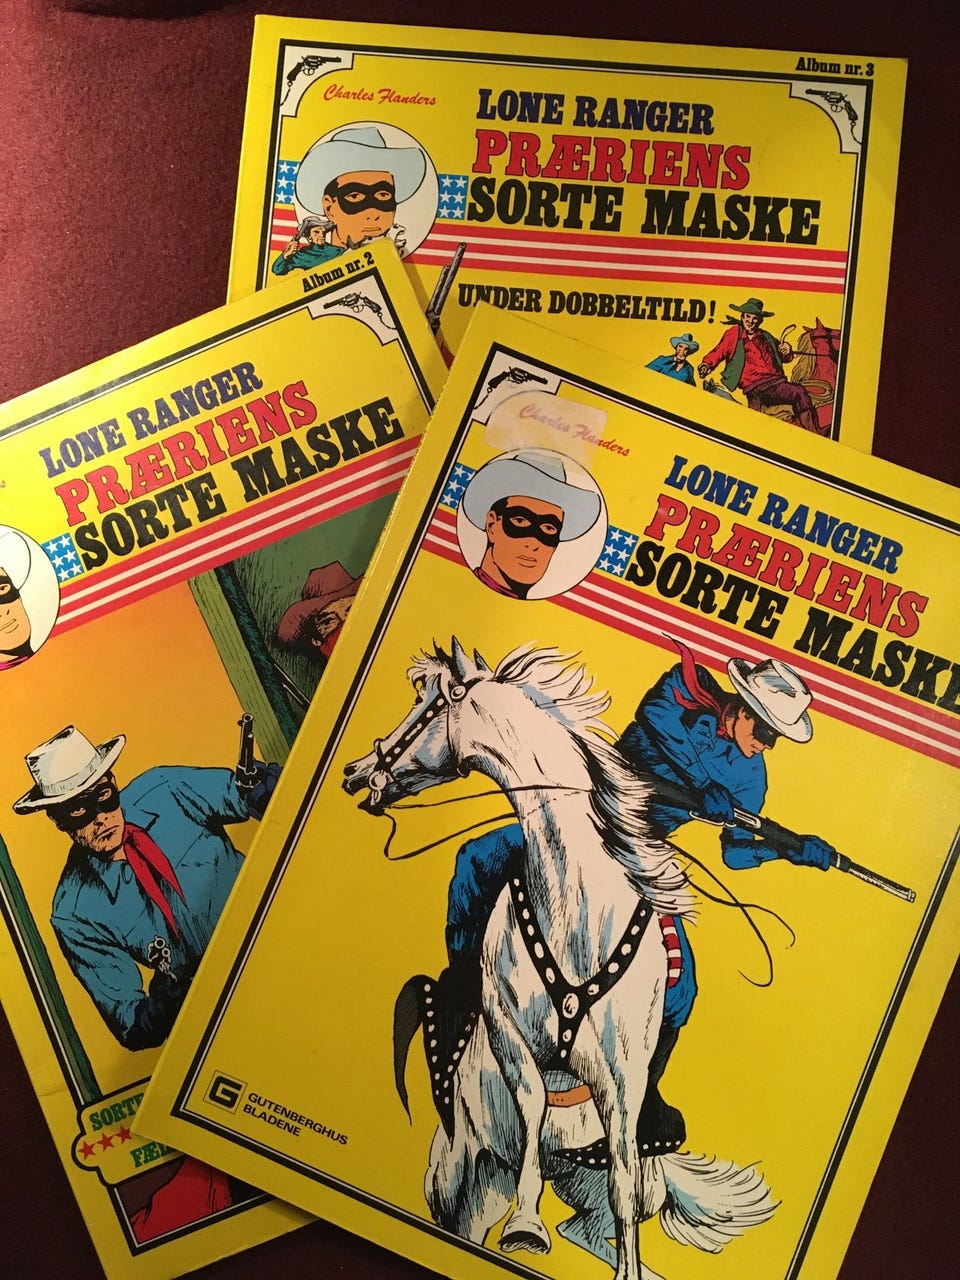 Album nr. 3
Charles Flanders
LONE RANGER
PRÆRIENS
SORTE MASKE
UNDER DOBBELTILD!
Album nr. 2
LONE RANGER
PRÆRIENS
SORTE MASKE
Charles Flanders
LONE RANGER
PRÆRIENS
SORTE MASKE
G
GUTENBERGHUS
BLADENE